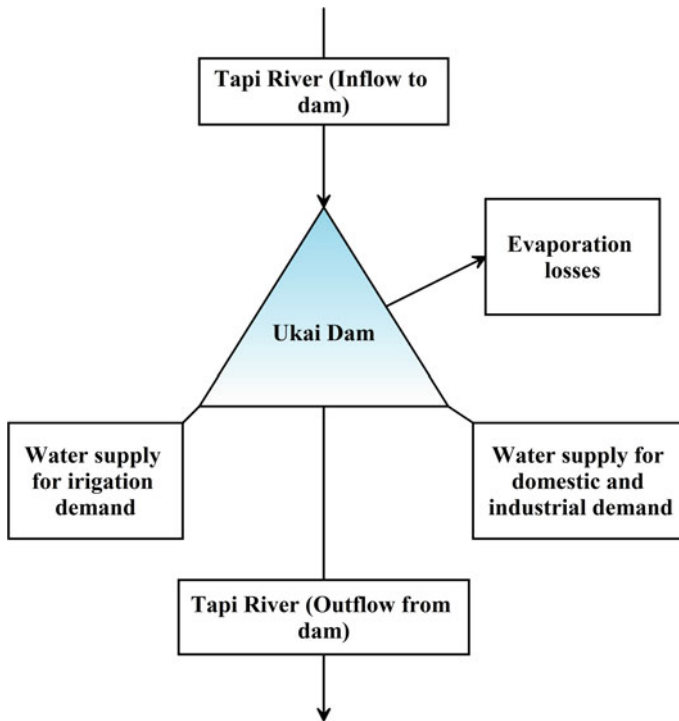 Tapi River (Inflow to
dam)
Evaporation
losses
Ukai Dam
Water supply
for irigation
demand
Water supply for
domestic and
industrial demand
Tapi River (Outflow from
dam)